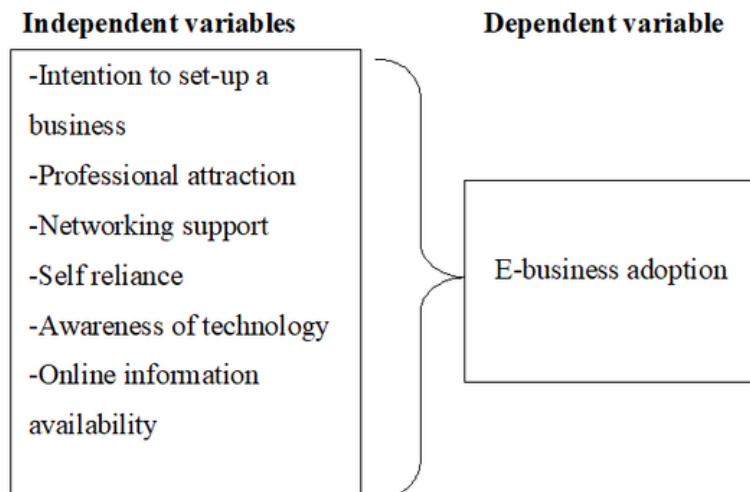 Independent variables
-Intention to set-up a
business
-Professional attraction
-Networking support
-Self reliance
-Awareness of technology
-Online information
availability
Dependent variable
E-business adoption